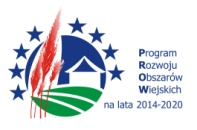 Program
Rozwoju
Obszarów
Wiejskich
na lata 2014-2020